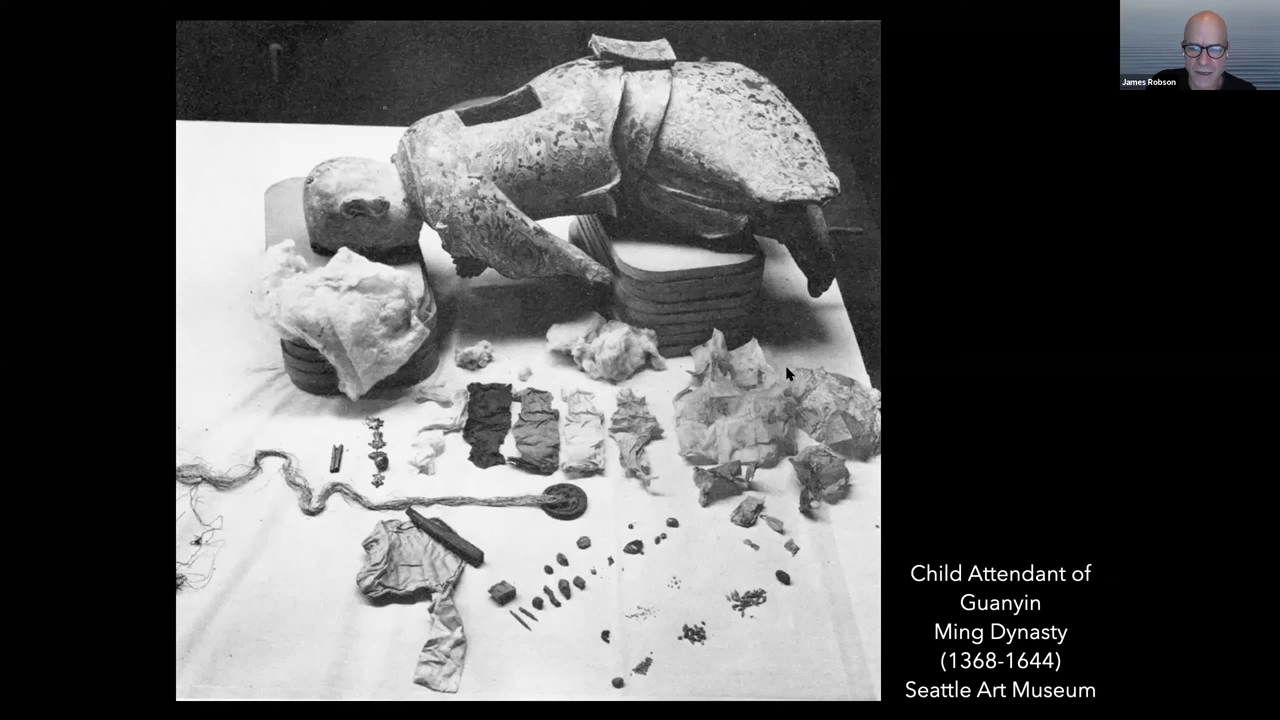 James Robson
Child Attendant of
Guanyin
Ming Dynasty
(1368-1644)
Seattle Art Museum